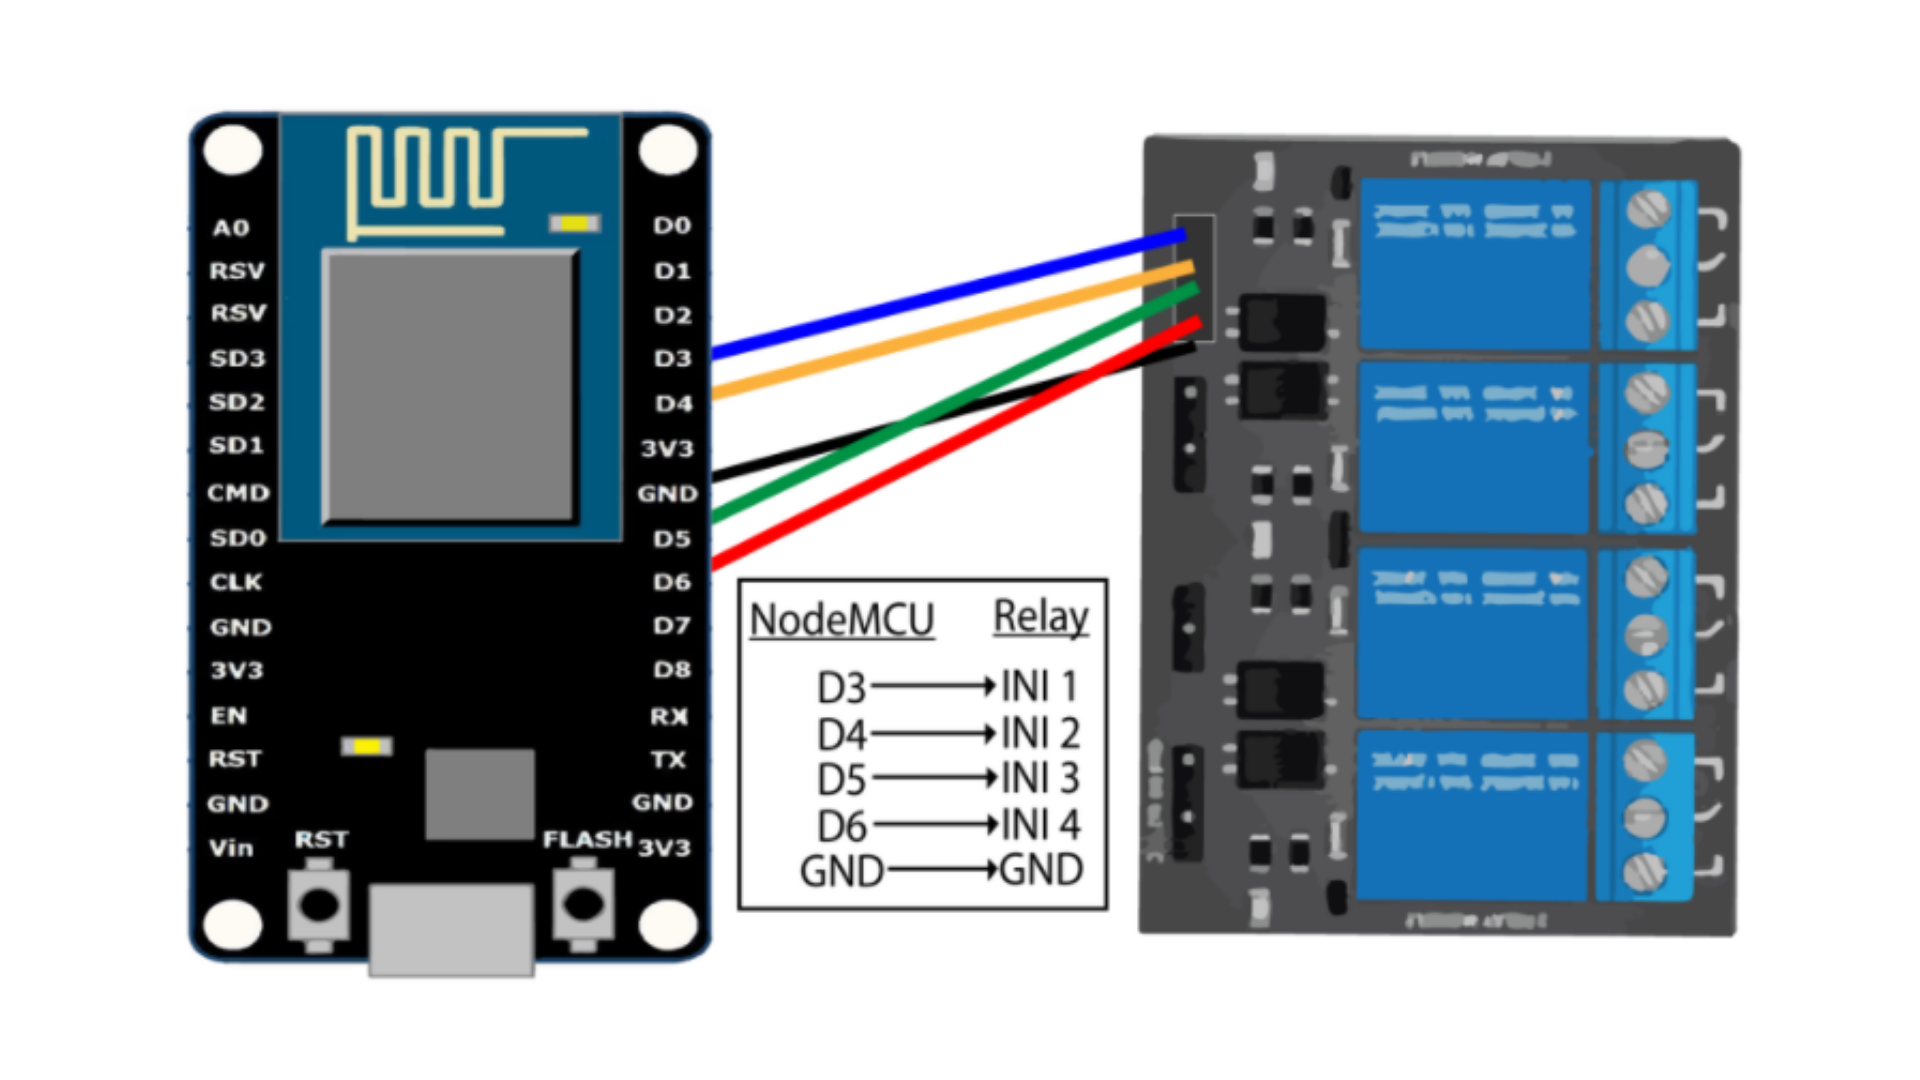 A0
RSV
RSV
SD3
SD2
SD1
CMD
SD0
CLK
GND
3V3
EN
RST
GND
Vin
RST
FLASH
D0
D1
D2
D3
D4
3V3
GND
D5
D6
D7
D8
RX
TX
GND
3V3
NodeMCU Relay
D3 INI 1
D4 INI 2
D5 INI 3
D6 INI 4
GND GND